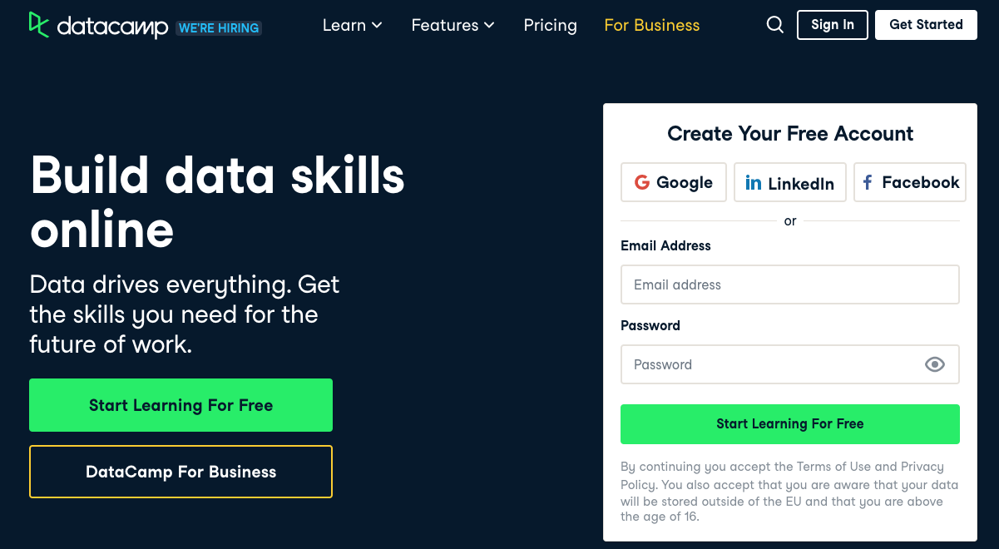 datacamp WE'RE HIRING Learn Features Pricing For Business Sign In Get Started
Build data skills
online
Data drives everything. Get
the skills you need for the
future of work.
Start Learning For Free
DataCamp For Business
Create Your Free Account
Google LinkedIn Facebook
or
Email Address
Email address
Password
Password
Start Learning For Free
By continuing you accept the Terms of Use and Privacy
Policy. You also accept that you are aware that your data
will be stored outside of the EU and that you are above
the age of 16.